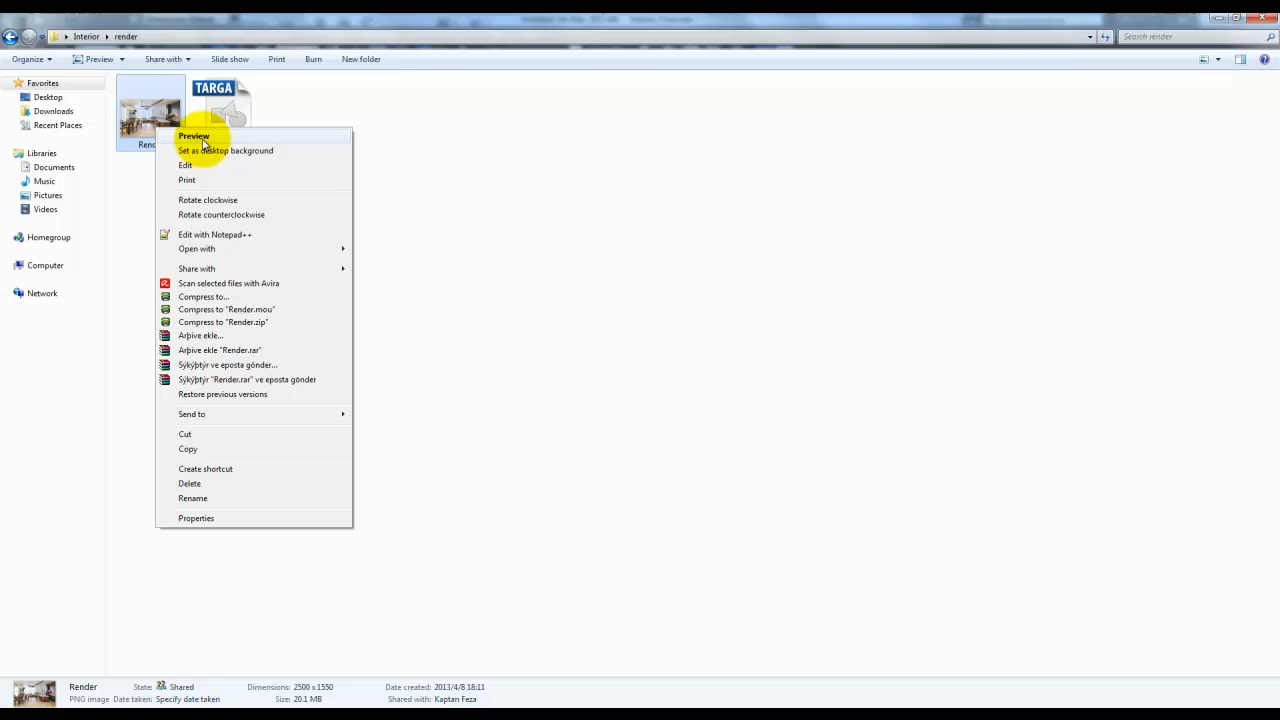 Interior ▸ render
Search render
Organize
Preview
Share with
Slide show
Print
Burn
New folder
Favorites
Desktop
Downloads
Recent Places
Libraries
Documents
Music
Pictures
Videos
Homegroup
Computer
Network
TARGA
Preview
Set as desktop background
Edit
Print
Rotate clockwise
Rotate counterclockwise
Edit with Notepad++
Open with
Share with
Scan selected files with Avira
Compress to...
Compress to "Render.mou"
Compress to "Render.zip"
Arþive ekle...
Arþive ekle "Render.rar"
Sýkýþtýr ve eposta gönder...
Sýkýþtýr "Render.rar" ve eposta gönder
Restore previous versions
Send to
Cut
Copy
Create shortcut
Delete
Rename
Properties
Render State: Shared Dimensions: 2500 x 1550 Date created: 2013/4/8 18:11
PNG image Date taken: Specify date taken Size: 20.1 MB Shared with: Kaptan Feza